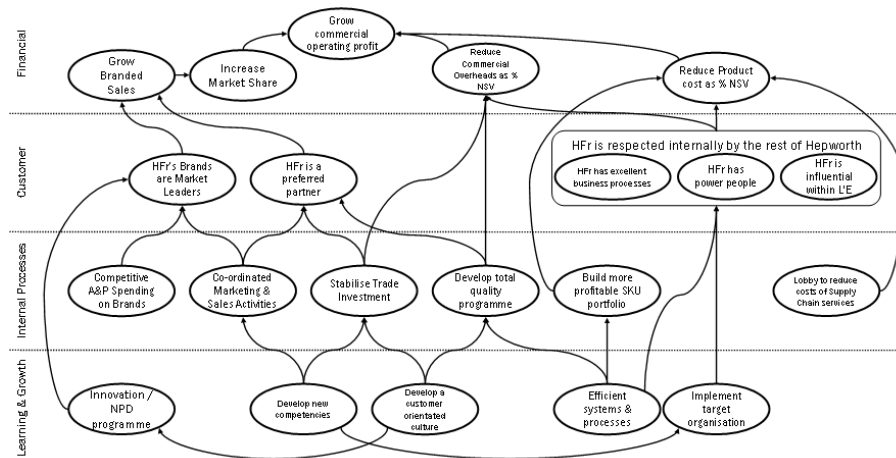 Financial
Grow
commercial
operating profit
Grow
Branded
Sales
Increase
Market Share
Reduce
Commercial
Overheads as %
NSV
Reduce Product
cost as % NSV
Customer
HFr is respected internally by the rest of Hepworth
HFr's Brands
are Market
Leaders
HFr is a
preferred
partner
HFr has excellent
business processes
HFr has
power people
HFr is
influential
within L'E
Internal Processes
Competitive
A&P Spending
on Brands
Co-ordinated
Marketing &
Sales Activities
Stabilise Trade
Investment
Develop total
quality
programme
Build more
profitable SKU
portfolio
Lobby to reduce
costs of Supply
Chain services
Learning & Growth
Innovation /
NPD
programme
Develop new
competencies
Develop a
customer
orientated
culture
Efficient
systems &
processes
Implement
target
organisation